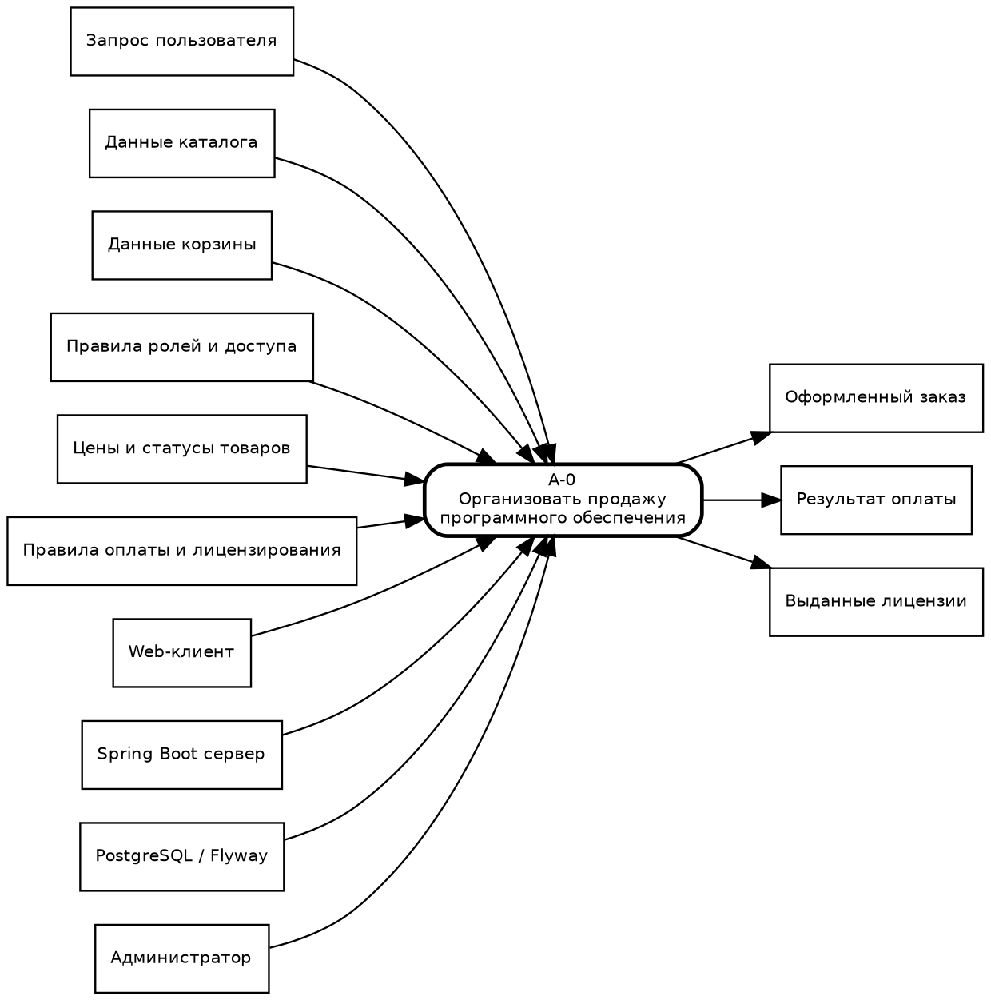 Запрос пользователя
Данные каталога
Данные корзины
Правила ролей и доступа
Цены и статусы товаров
Правила оплаты и лицензирования
Web-клиент
Spring Boot сервер
PostgreSQL / Flyway
Администратор
A-0
Организовать продажу
программного обеспечения
Оформленный заказ
Результат оплаты
Выданные лицензии